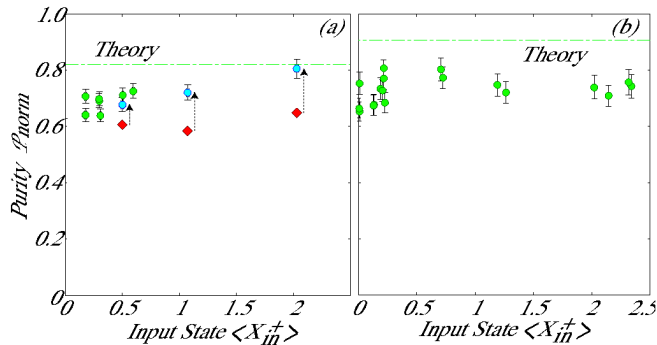 (a)
(b)
Theory
Theory
Purity 𝒫norm
1.0
0.8
0.6
0.4
0.2
0
0 0.5 1 1.5 2
0 0.5 1 1.5 2 2.5
Input State <X⁺in>
Input State <X⁺in>